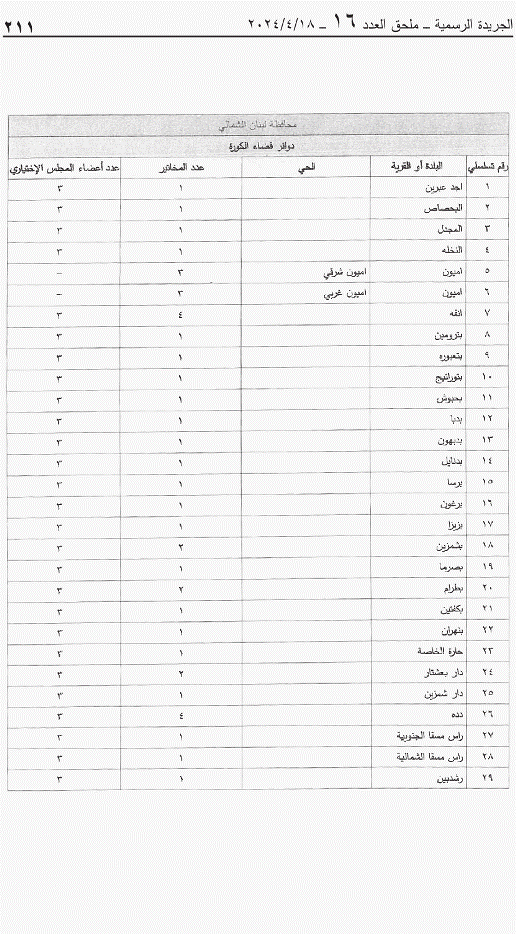 الجريدة الرسمية ــ ملحق العدد ١٦ ــ ٢٠٢٤/٤/١٨ ٢١١
محافظة لبنان الشمالي
دوائر قضاء الكورة
رقم تسلسلي البلدة أو القرية الحي عدد المخاتير عدد أعضاء المجلس الإختياري
١ اجد عبرين ١ ٣
٢ البحصاص ١ ٣
٣ المجدل ١ ٣
٤ النخله ١ ٣
٥ اميون اميون شرقي ٣ –
٦ اميون اميون غربي ٣ –
٧ انفه ٤ ٣
٨ بترومين ١ ٣
٩ بتعبوره ١ ٣
١٠ بتوراتيج ١ ٣
١١ بحبوش ١ ٣
١٢ بدبا ١ ٣
١٣ بدبهون ١ ٣
١٤ بدنايل ١ ٣
١٥ برسا ١ ٣
١٦ برغون ١ ٣
١٧ بزيزا ١ ٣
١٨ بشمزين ٢ ٣
١٩ بصرما ١ ٣
٢٠ بطرام ٢ ٣
٢١ بكفتين ١ ٣
٢٢ بنهران ١ ٣
٢٣ حارة الخاصة ١ ٣
٢٤ دار بعشتار ٢ ٣
٢٥ دار شمزين ١ ٣
٢٦ دده ٤ ٣
٢٧ راس مسقا الجنوبية ١ ٣
٢٨ راس مسقا الشمالية ١ ٣
٢٩ رشدبين ١ ٣